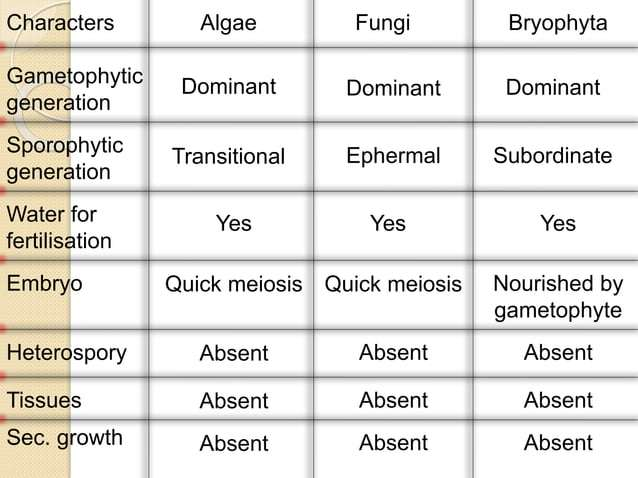 Characters Algae Fungi Bryophyta
Gametophytic generation Dominant Dominant Dominant
Sporophytic generation Transitional Ephermal Subordinate
Water for fertilisation Yes Yes Yes
Embryo Quick meiosis Quick meiosis Nourished by gametophyte
Heterospory Absent Absent Absent
Tissues Absent Absent Absent
Sec. growth Absent Absent Absent